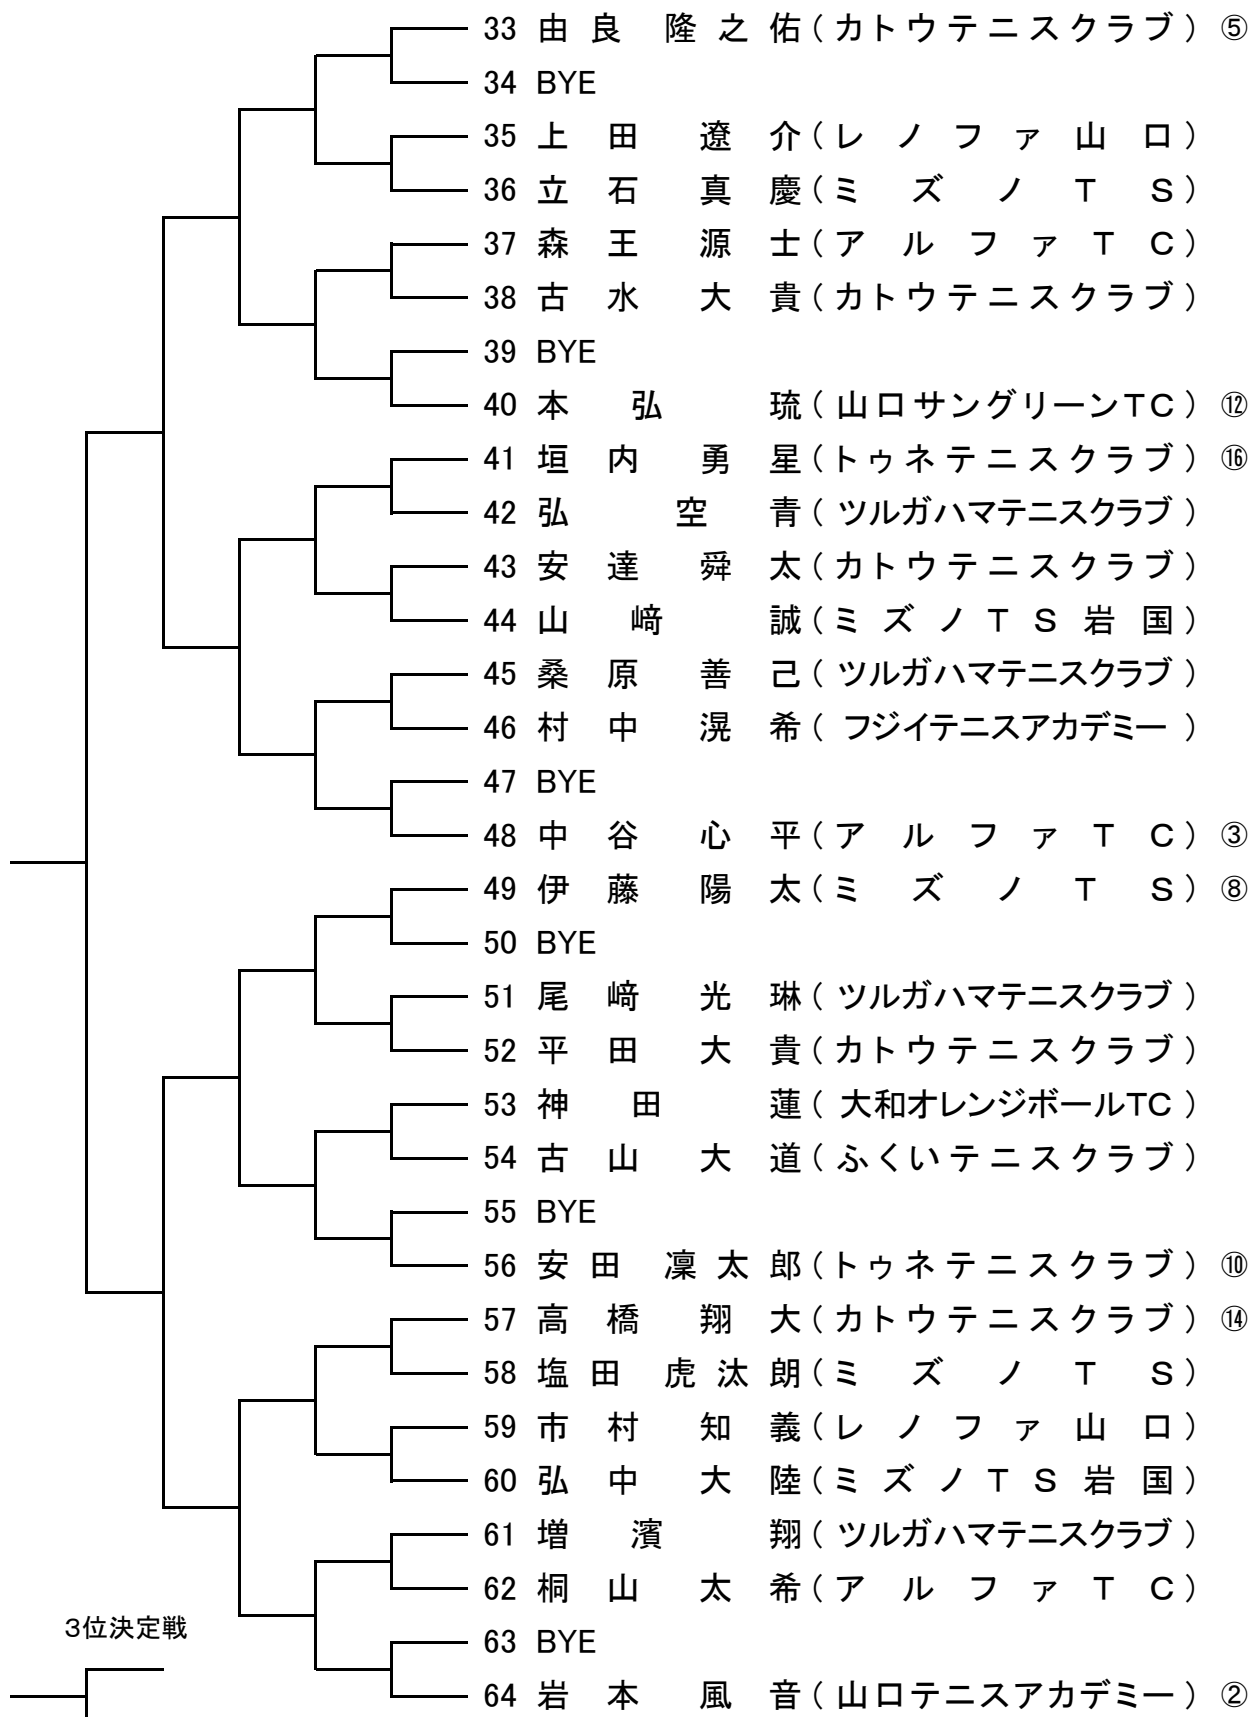 33 由良 隆之佑(カトウテニスクラブ) ⑤
34 BYE
35 上田 遼介(レノファ山口)
36 立石 真慶(ミズノTS)
37 森王 源士(アルファTC)
38 古水 大貴(カトウテニスクラブ)
39 BYE
40 本弘 琉(山口サングリーンTC) ⑫
41 垣内 勇星(トゥネテニスクラブ) ⑯
42 弘 空青(ツルガハマテニスクラブ)
43 安達 舜太(カトウテニスクラブ)
44 山﨑 誠(ミズノTS岩国)
45 桑原 善己(ツルガハマテニスクラブ)
46 村中 滉希(フジイテニスアカデミー)
47 BYE
48 中谷 心平(アルファTC) ③
49 伊藤 陽太(ミズノTS) ⑧
50 BYE
51 尾﨑 光琳(ツルガハマテニスクラブ)
52 平田 大貴(カトウテニスクラブ)
53 神田 蓮(大和オレンジボールTC)
54 古山 大道(ふくいテニスクラブ)
55 BYE
56 安田 凜太郎(トゥネテニスクラブ) ⑩
57 高橋 翔大(カトウテニスクラブ) ⑭
58 塩田 虎汰朗(ミズノTS)
59 市村 知義(レノファ山口)
60 弘中 大陸(ミズノTS岩国)
61 増濱 翔(ツルガハマテニスクラブ)
62 桐山 太希(アルファTC)
3位決定戦
63 BYE
64 岩本 風音(山口テニスアカデミー) ②